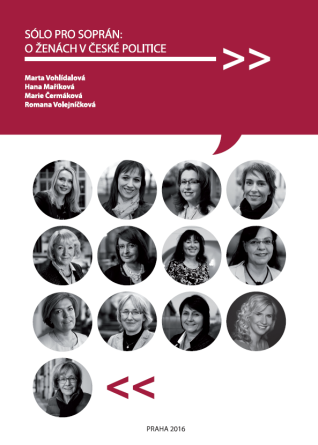 SÓLO PRO SOPRÁN:
O ŽENÁCH V ČESKÉ POLITICE
>>
Marta Vohlídalová
Hana Maříková
Marie Čermáková
Romana Volejníčková
<<
PRAHA 2016